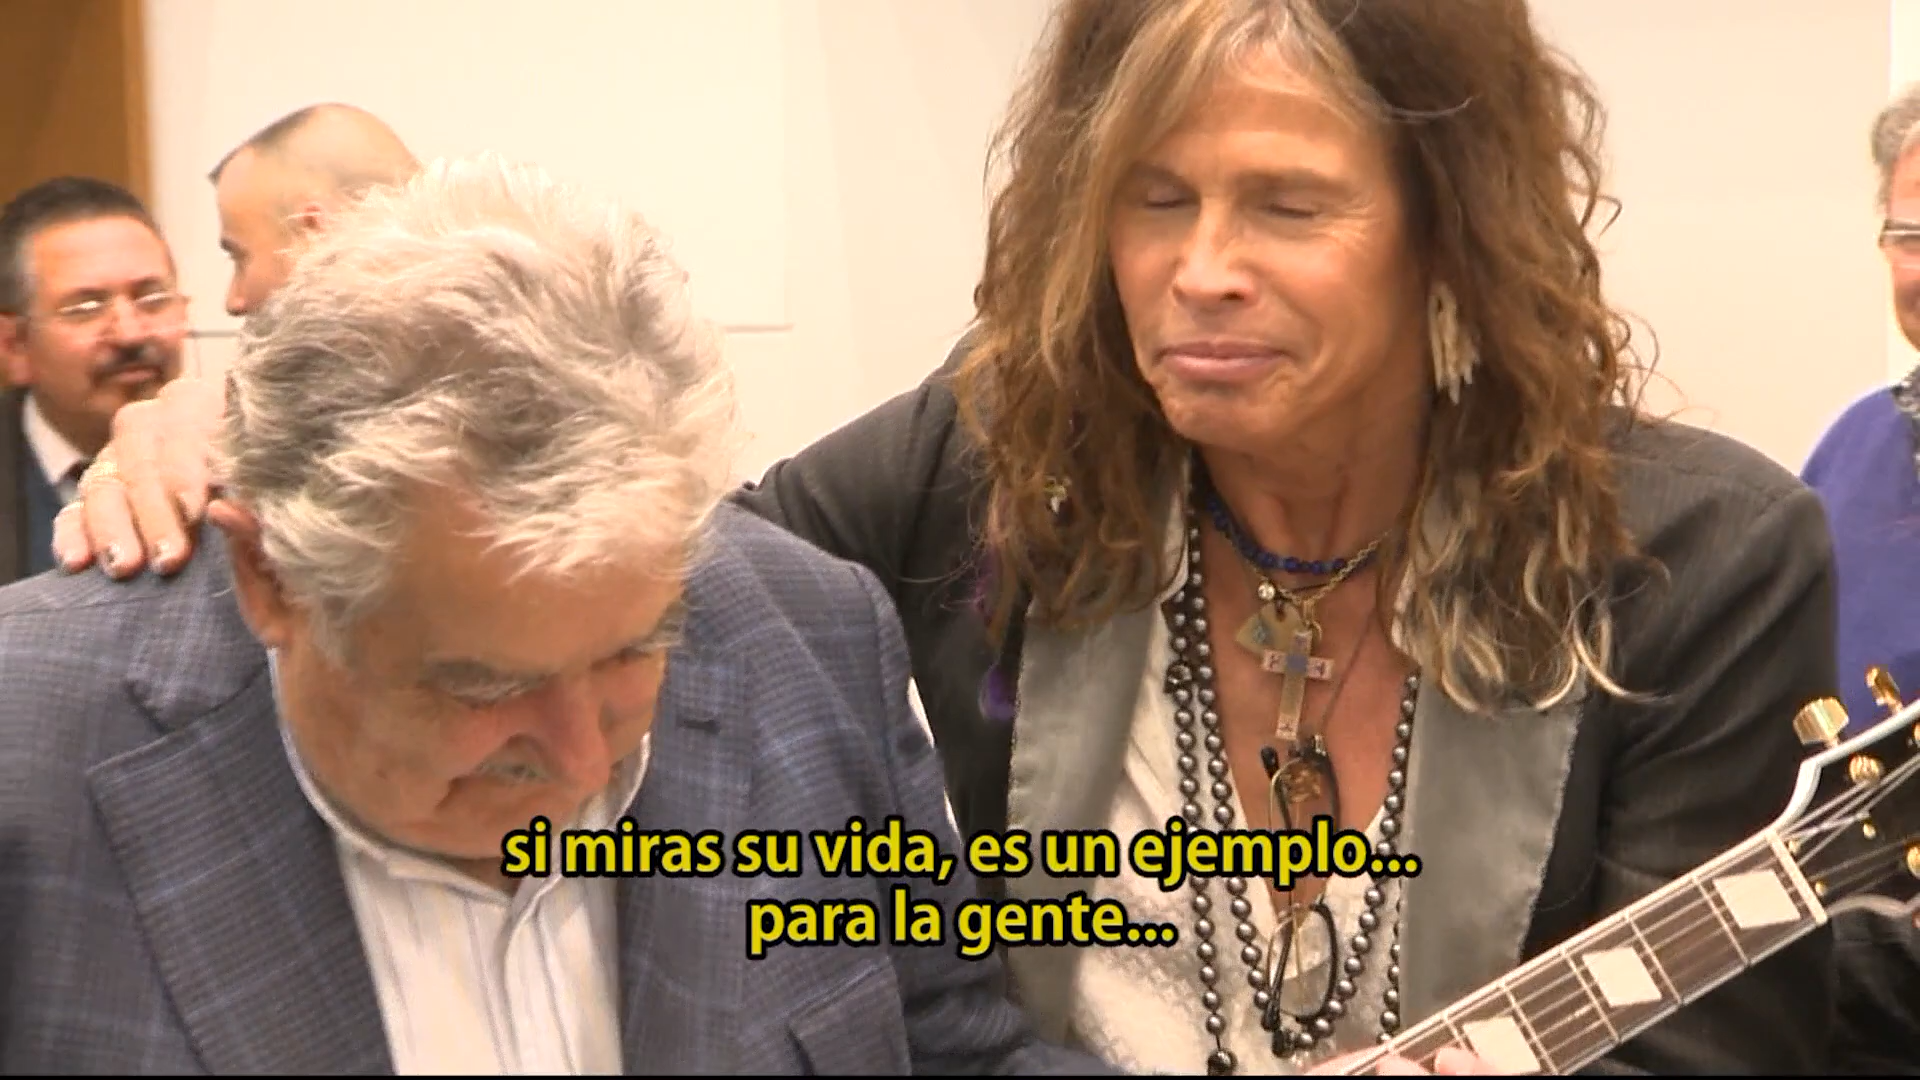 si miras su vida, es un ejemplo...
para la gente...